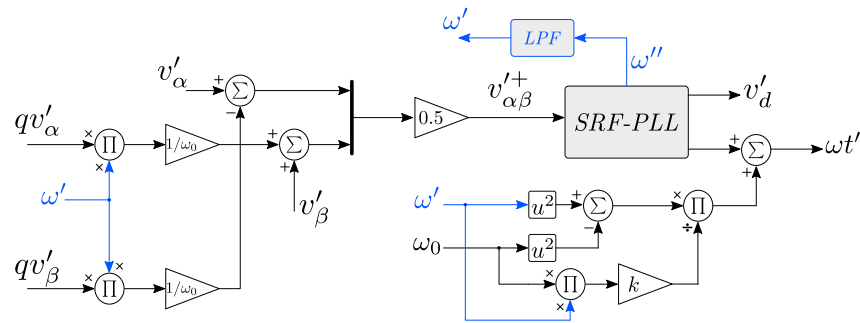 ω′ LPF
ω′′
v′α + Σ −
v′+αβ
0.5
SRF-PLL
v′d
qv′α × Π × 1/ω0 + Σ +
+ Σ + ωt′
ω′
v′β
ω′ u² + Σ − × Π ÷
ω0 u²
qv′β × × Π 1/ω0
× Π × k